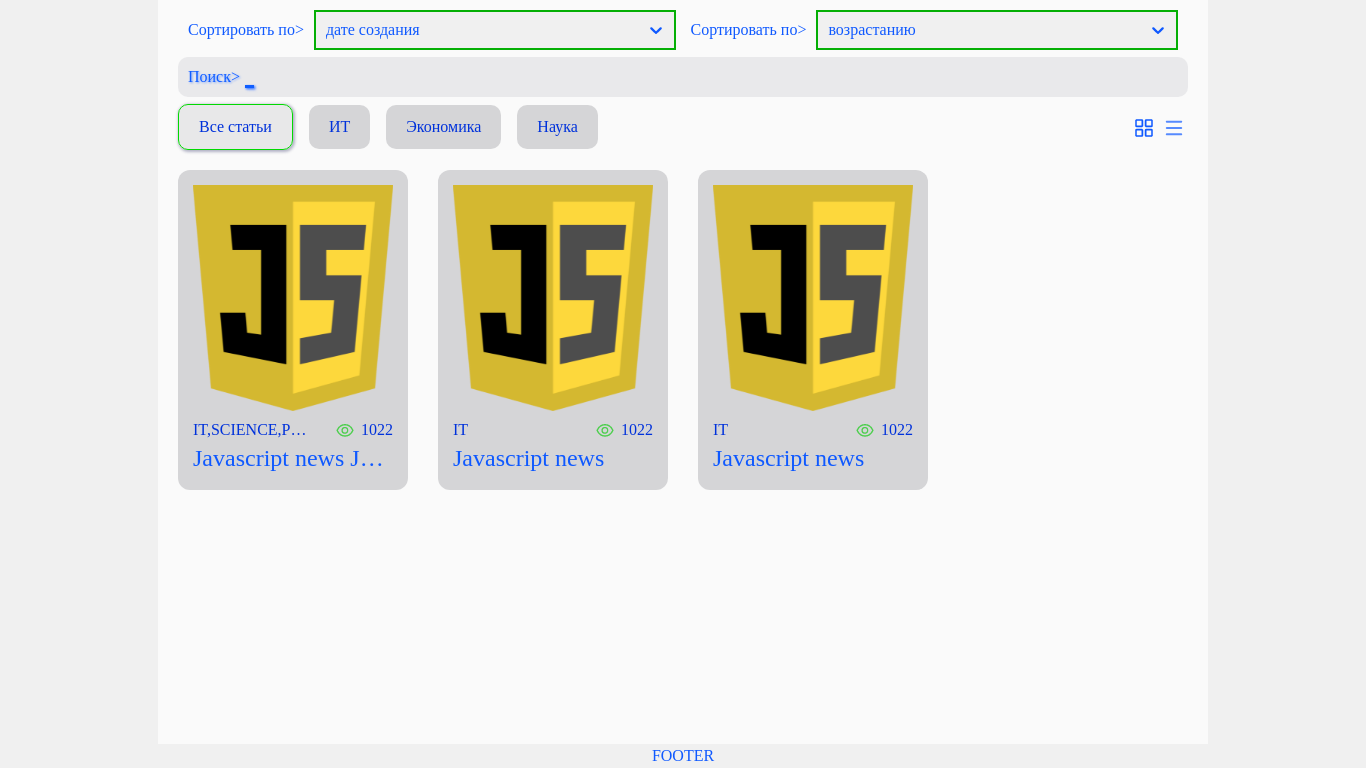 Сортировать по> дате создания Сортировать по> возрастанию
Поиск>
Все статьи ИТ Экономика Наука
JS JS JS
IT,SCIENCE,P… 1022 IT 1022 IT 1022
Javascript news J… Javascript news Javascript news
FOOTER